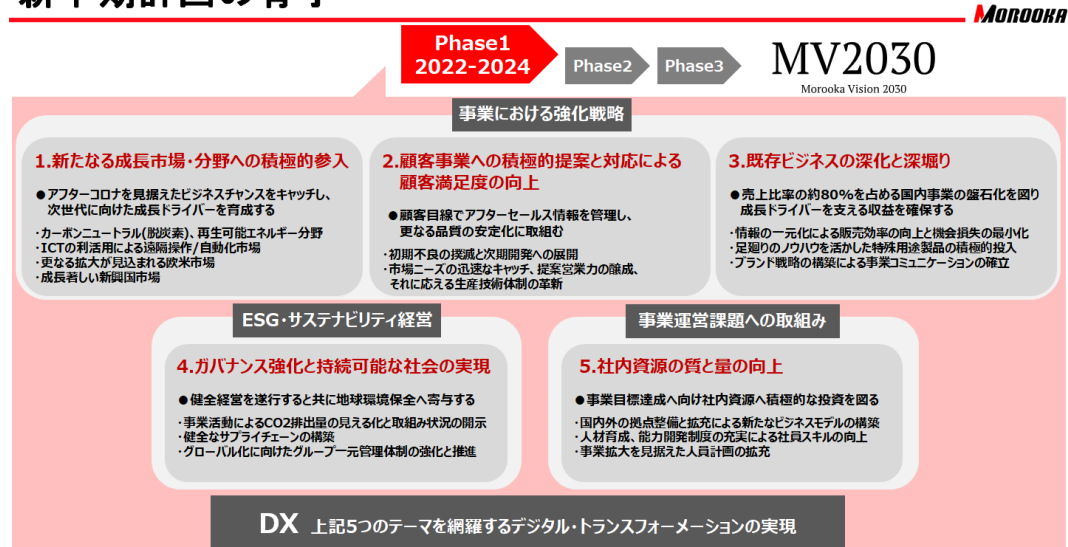 MOROOKA
Phase1
2022-2024
Phase2
Phase3
MV2030
Morooka Vision 2030
事業における強化戦略
1.新たなる成長市場・分野への積極的参入
●アフターコロナを見据えたビジネスチャンスをキャッチし、
次世代に向けた成長ドライバーを育成する
・カーボンニュートラル(脱炭素)、再生可能エネルギー分野
・ICTの利活用による遠隔操作/自動化市場
・更なる拡大が見込まれる欧米市場
・成長著しい新興国市場
2.顧客事業への積極的提案と対応による
顧客満足度の向上
●顧客目線でアフターセールス情報を管理し、
更なる品質の安定化に取組む
・初期不良の撲滅と次期開発への展開
・市場ニーズの迅速なキャッチ、提案営業力の醸成、
それに応える生産技術体制の革新
3.既存ビジネスの深化と深堀り
●売上比率の約80%を占める国内事業の盤石化を図り
成長ドライバーを支える収益を確保する
・情報の一元化による販売効率の向上と機会損失の最小化
・足廻りのノウハウを活かした特殊用途製品の積極的投入
・ブランド戦略の構築による事業コミュニケーションの確立
ESG・サステナビリティ経営
4.ガバナンス強化と持続可能な社会の実現
●健全経営を遂行すると共に地球環境保全へ寄与する
・事業活動によるCO2排出量の見える化と取組み状況の開示
・健全なサプライチェーンの構築
・グローバル化に向けたグループ一元管理体制の強化と推進
事業運営課題への取組み
5.社内資源の質と量の向上
●事業目標達成へ向け社内資源へ積極的な投資を図る
・国内外の拠点整備と拡充による新たなビジネスモデルの構築
・人材育成、能力開発制度の充実による社員スキルの向上
・事業拡大を見据えた人員計画の拡充
DX 上記5つのテーマを網羅するデジタル・トランスフォーメーションの実現